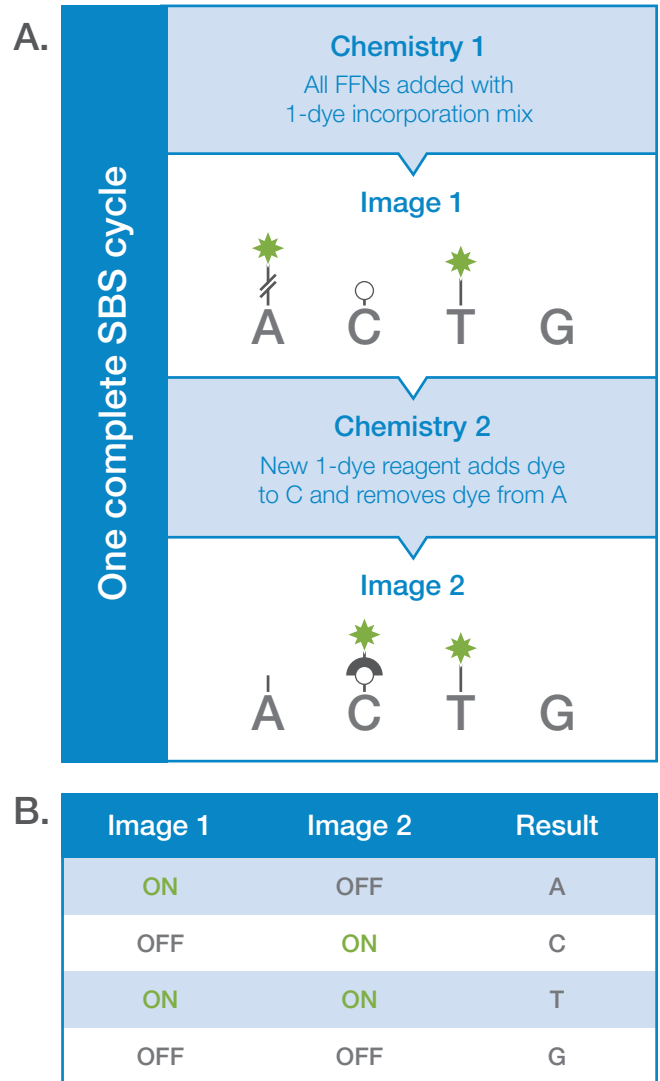 A.
One complete SBS cycle
Chemistry 1
All FFNs added with
1-dye incorporation mix
Image 1
A C T G
Chemistry 2
New 1-dye reagent adds dye
to C and removes dye from A
Image 2
A C T G
B.
Image 1 Image 2 Result
ON OFF A
OFF ON C
ON ON T
OFF OFF G